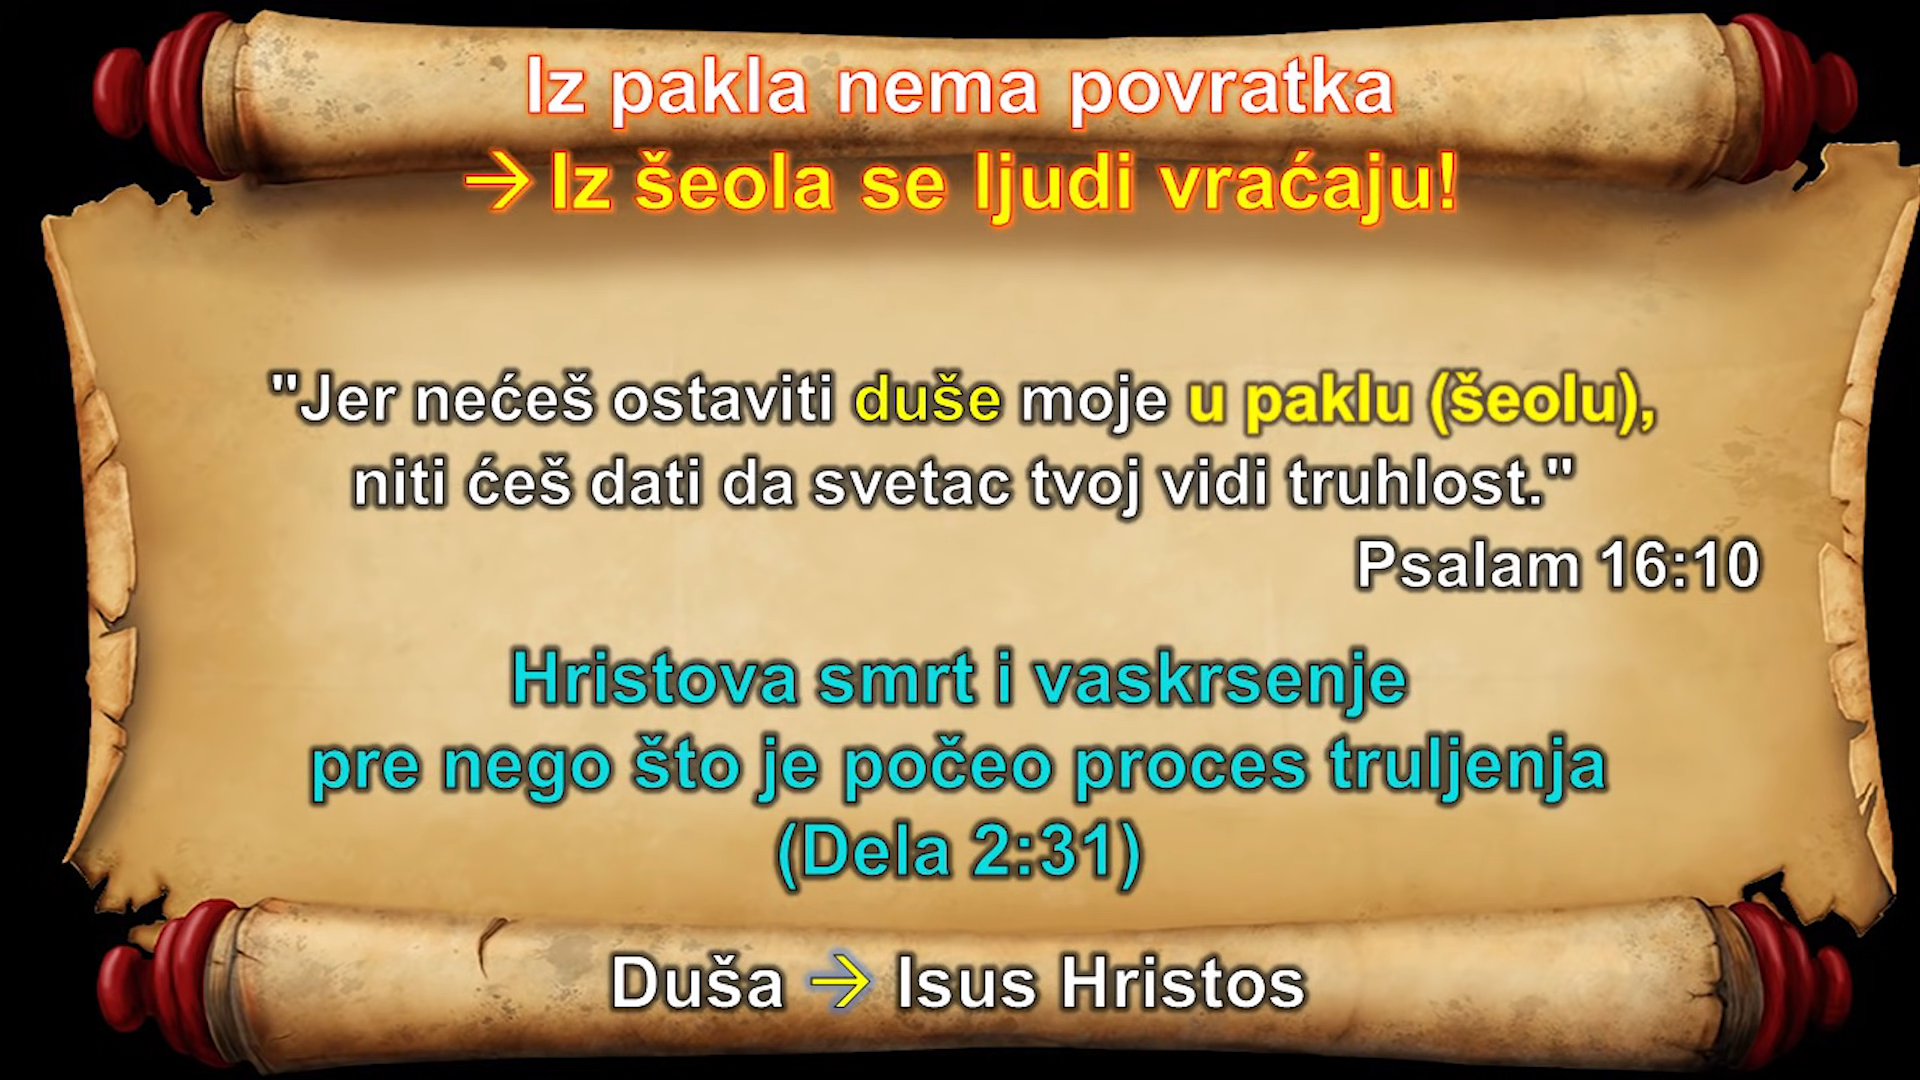 Iz pakla nema povratka
→ Iz šeola se ljudi vraćaju!
"Jer nećeš ostaviti duše moje u paklu (šeolu),
niti ćeš dati da svetac tvoj vidi truhlost."
Psalam 16:10
Hristova smrt i vaskrsenje
pre nego što je počeo proces truljenja
(Dela 2:31)
Duša → Isus Hristos